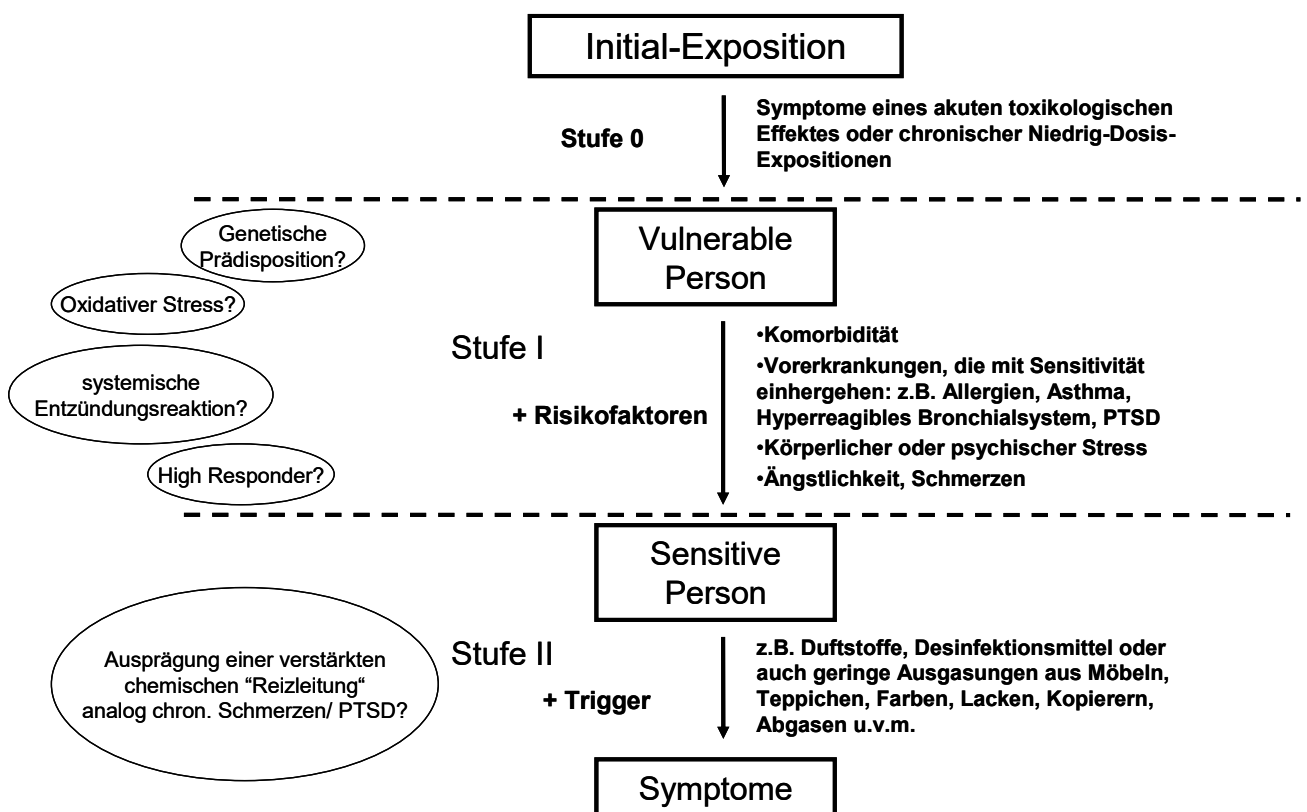 Initial-Exposition
Stufe 0
Symptome eines akuten toxikologischen
Effektes oder chronischer Niedrig-Dosis-
Expositionen
Genetische
Prädisposition?
Oxidativer Stress?
systemische
Entzündungsreaktion?
High Responder?
Vulnerable
Person
Stufe I
+ Risikofaktoren
•Komorbidität
•Vorerkrankungen, die mit Sensitivität
einhergehen: z.B. Allergien, Asthma,
Hyperreagibles Bronchialsystem, PTSD
•Körperlicher oder psychischer Stress
•Ängstlichkeit, Schmerzen
Sensitive
Person
Ausprägung einer verstärkten
chemischen “Reizleitung“
analog chron. Schmerzen/ PTSD?
Stufe II
+ Trigger
z.B. Duftstoffe, Desinfektionsmittel oder
auch geringe Ausgasungen aus Möbeln,
Teppichen, Farben, Lacken, Kopierern,
Abgasen u.v.m.
Symptome